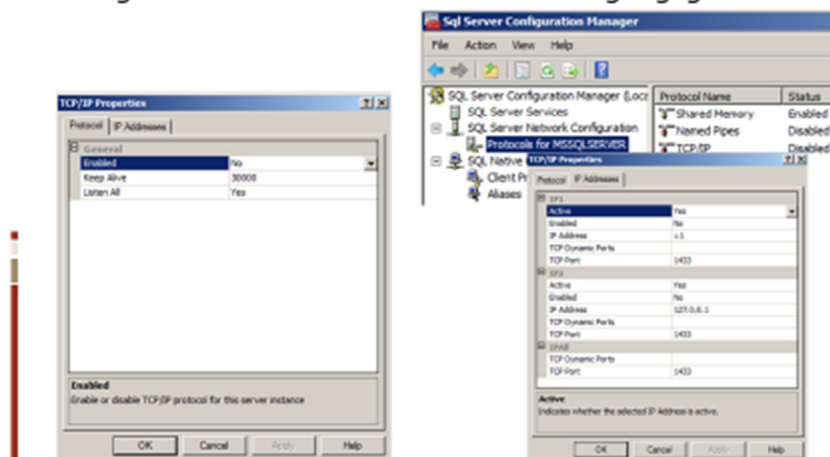 TCP/IP Properties
Protocol IP Addresses
General
Enabled No
Keep Alive 30000
Listen All Yes
Enabled
Enable or disable TCP/IP protocol for this server instance
OK Cancel Apply Help
Sql Server Configuration Manager
File Action View Help
SQL Server Configuration Manager (Loca
SQL Server Services
SQL Server Network Configuration
Protocols for MSSQLSERVER
SQL Native
Client Pr
Aliases
Protocol Name Status
Shared Memory Enabled
Named Pipes Disabled
TCP/IP Disabled
TCP/IP Properties
Protocol IP Addresses
IP1
Active Yes
Enabled No
IP Address ::1
TCP Dynamic Ports
TCP Port 1433
IP2
Active Yes
Enabled No
IP Address 127.0.0.1
TCP Dynamic Ports
TCP Port 1433
IPAll
TCP Dynamic Ports
TCP Port 1433
Active
Indicates whether the selected IP Address is active.
OK Cancel Apply Help